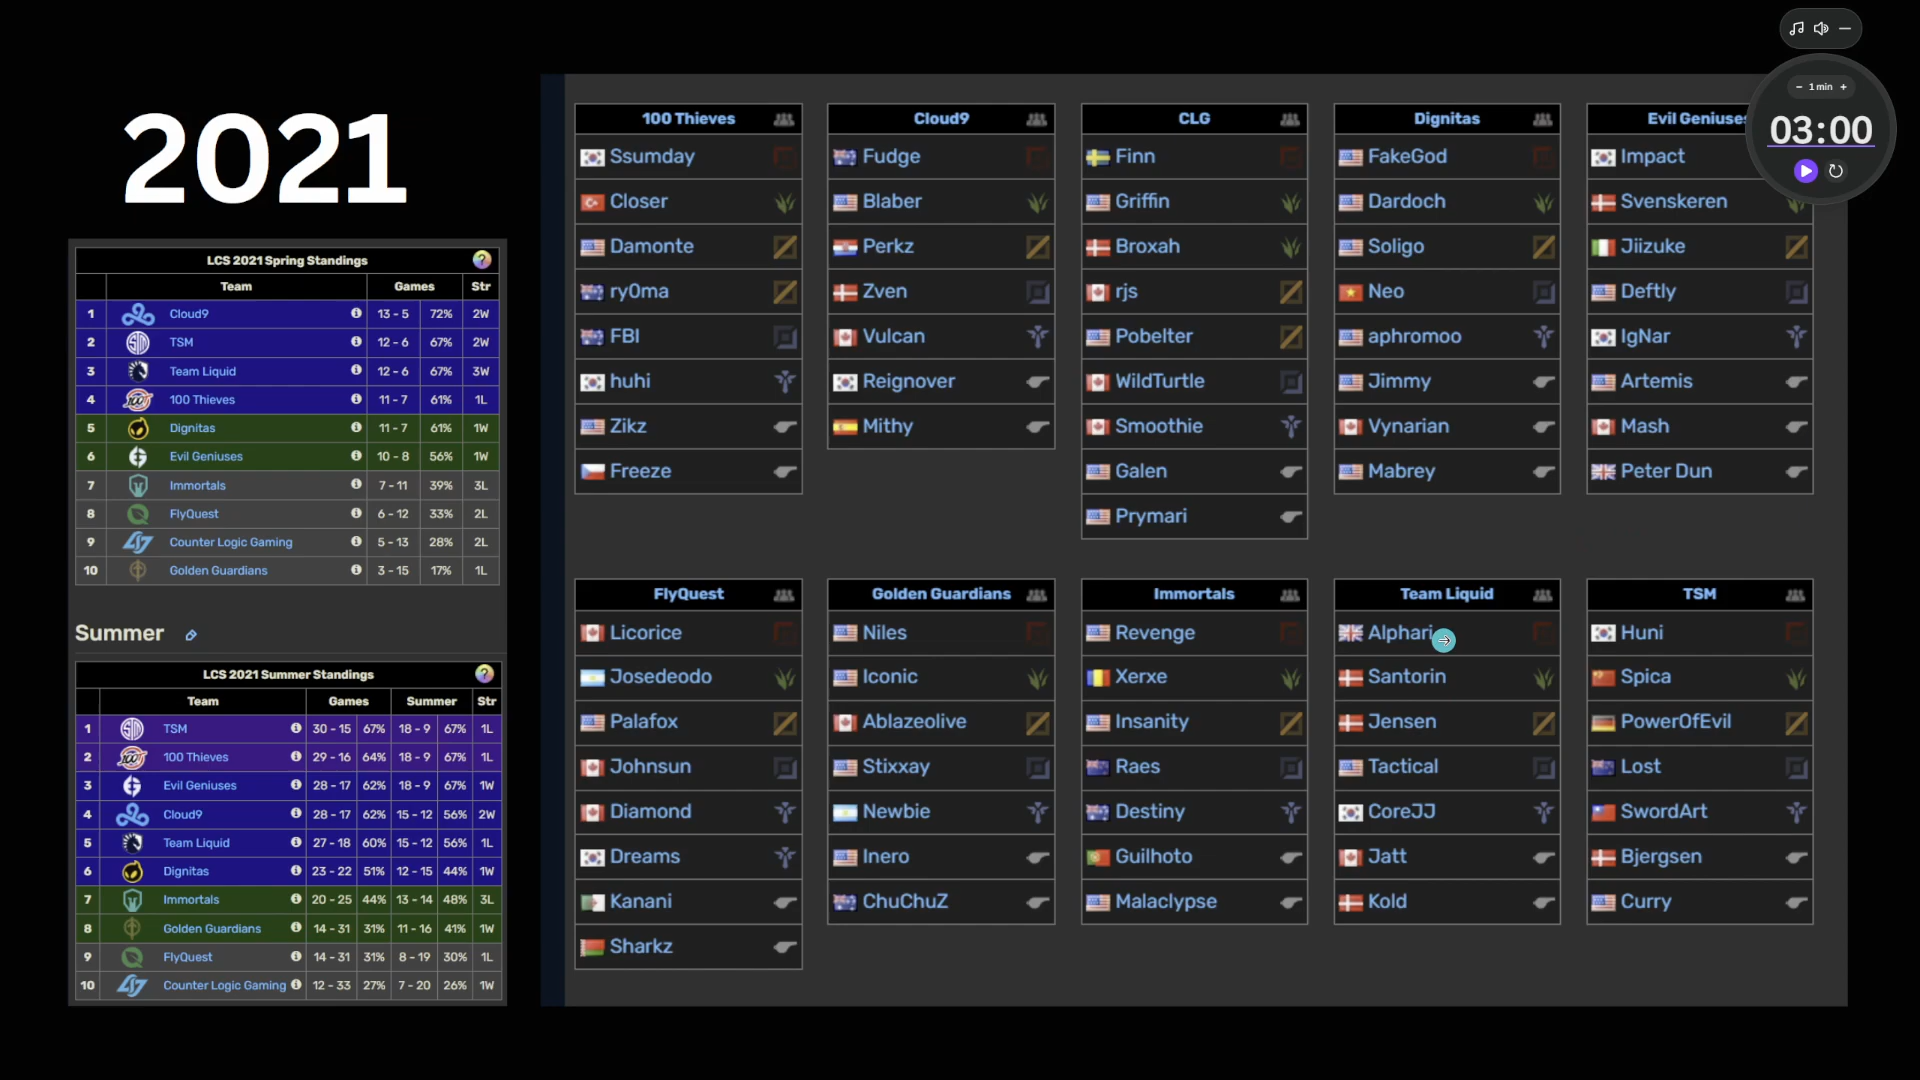 2021
LCS 2021 Spring Standings
Team Games Str
1 Cloud9 13 - 5 72% 2W
2 TSM 12 - 6 67% 2W
3 Team Liquid 12 - 6 67% 3W
4 100 Thieves 11 - 7 61% 1L
5 Dignitas 11 - 7 61% 1W
6 Evil Geniuses 10 - 8 56% 1W
7 Immortals 7 - 11 39% 3L
8 FlyQuest 6 - 12 33% 2L
9 Counter Logic Gaming 5 - 13 28% 2L
10 Golden Guardians 3 - 15 17% 1L
Summer
LCS 2021 Summer Standings
Team Games Summer Str
1 TSM 30 - 15 67% 18 - 9 67% 1L
2 100 Thieves 29 - 16 64% 18 - 9 67% 1L
3 Evil Geniuses 28 - 17 62% 18 - 9 67% 1W
4 Cloud9 28 - 17 62% 15 - 12 56% 2W
5 Team Liquid 27 - 18 60% 15 - 12 56% 1L
6 Dignitas 23 - 22 51% 12 - 15 44% 1W
7 Immortals 20 - 25 44% 13 - 14 48% 3L
8 Golden Guardians 14 - 31 31% 11 - 16 41% 1W
9 FlyQuest 14 - 31 31% 8 - 19 30% 1L
10 Counter Logic Gaming 12 - 33 27% 7 - 20 26% 1W
100 Thieves
Ssumday
Closer
Damonte
ry0ma
FBI
huhi
Zikz
Freeze
Cloud9
Fudge
Blaber
Perkz
Zven
Vulcan
Reignover
Mithy
CLG
Finn
Griffin
Broxah
rjs
Pobelter
WildTurtle
Smoothie
Galen
Prymari
Dignitas
FakeGod
Dardoch
Soligo
Neo
aphromoo
Jimmy
Vynarian
Mabrey
Evil Geniuses
Impact
Svenskeren
Jiizuke
Deftly
IgNar
Artemis
Mash
Peter Dun
FlyQuest
Licorice
Josedeodo
Palafox
Johnsun
Diamond
Dreams
Kanani
Sharkz
Golden Guardians
Niles
Iconic
Ablazeolive
Stixxay
Newbie
Inero
ChuChuZ
Immortals
Revenge
Xerxe
Insanity
Raes
Destiny
Guilhoto
Malaclypse
Team Liquid
Alphari
Santorin
Jensen
Tactical
CoreJJ
Jatt
Kold
TSM
Huni
Spica
PowerOfEvil
Lost
SwordArt
Bjergsen
Curry
− 1 min +
03:00